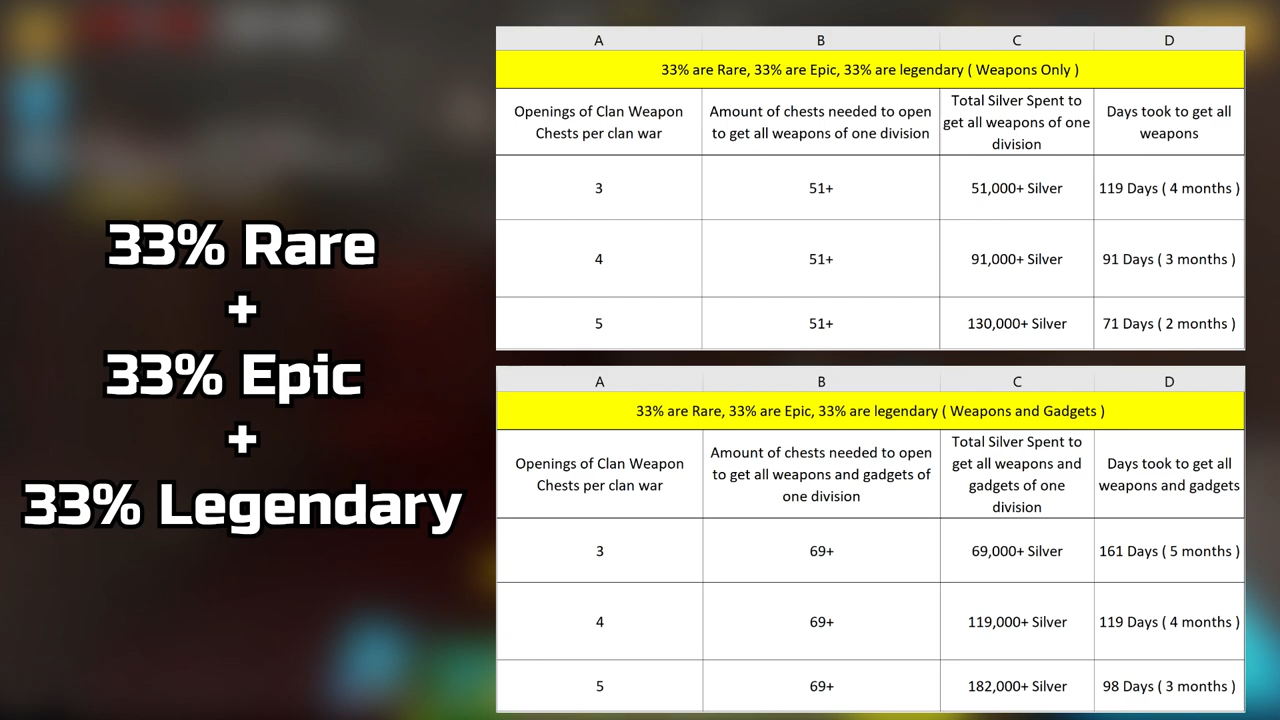 33% Rare
+
33% Epic
+
33% Legendary
A B C D
33% are Rare, 33% are Epic, 33% are legendary ( Weapons Only )
Openings of Clan Weapon
Chests per clan war
Amount of chests needed to open
to get all weapons of one division
Total Silver Spent to
get all weapons of one
division
Days took to get all
weapons
3 51+ 51,000+ Silver 119 Days ( 4 months )
4 51+ 91,000+ Silver 91 Days ( 3 months )
5 51+ 130,000+ Silver 71 Days ( 2 months )
A B C D
33% are Rare, 33% are Epic, 33% are legendary ( Weapons and Gadgets )
Openings of Clan Weapon
Chests per clan war
Amount of chests needed to open
to get all weapons and gadgets of
one division
Total Silver Spent to
get all weapons and
gadgets of one
division
Days took to get all
weapons and gadgets
3 69+ 69,000+ Silver 161 Days ( 5 months )
4 69+ 119,000+ Silver 119 Days ( 4 months )
5 69+ 182,000+ Silver 98 Days ( 3 months )